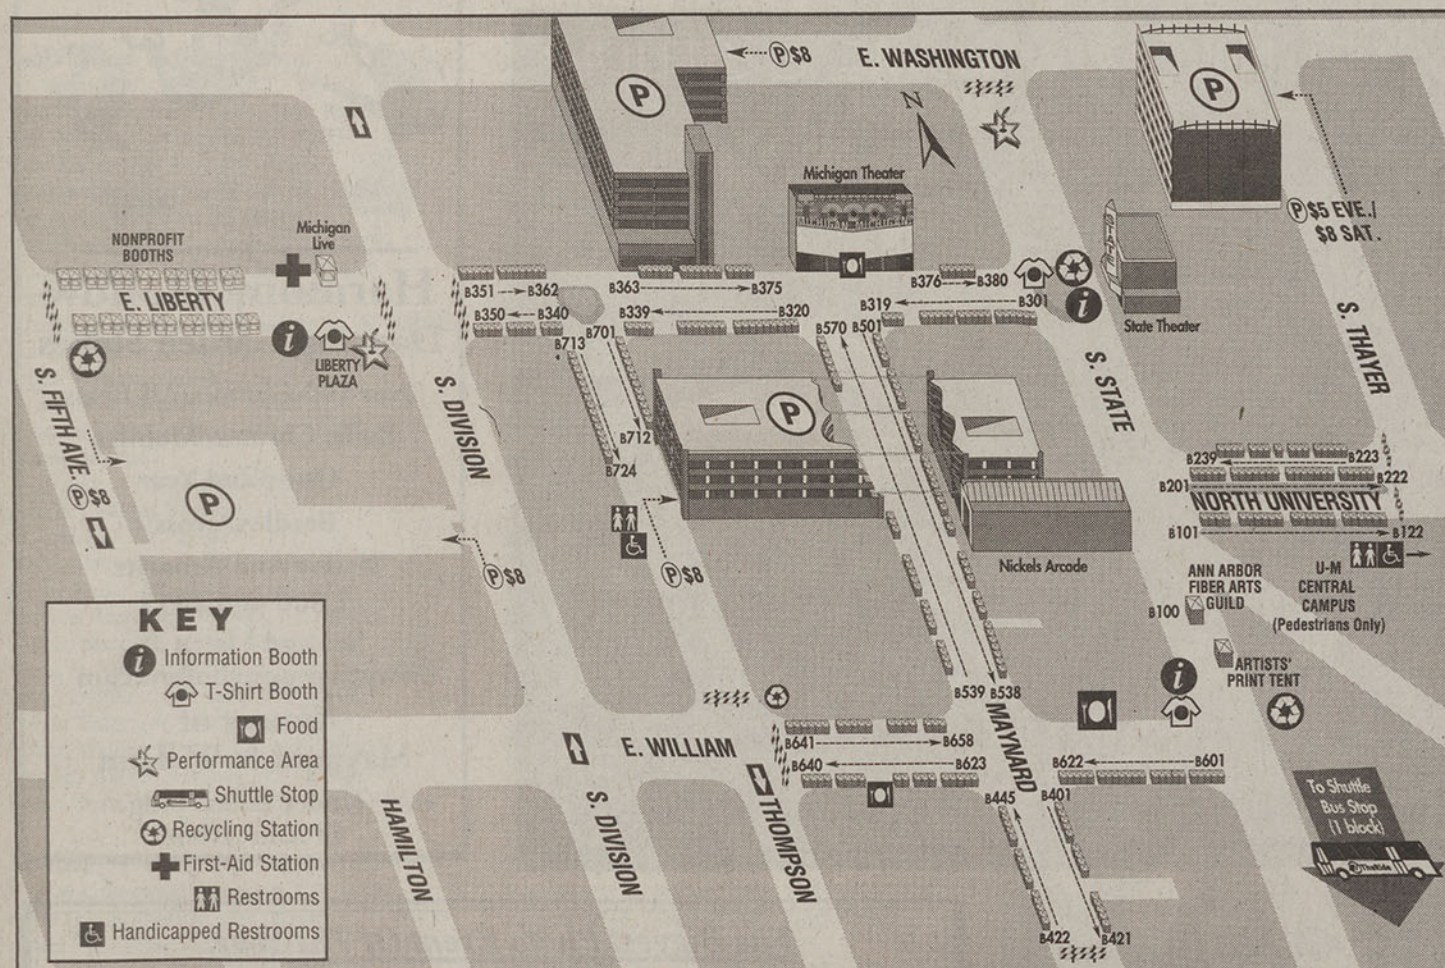 P $8
E. WASHINGTON
P
P
N
Michigan Theater
MICHIGAN MICHIGAN
P $5 EVE./
$8 SAT.
NONPROFIT
BOOTHS
Michigan
Live
STATE
State Theater
E. LIBERTY
B351
B362
B363
B375
B376
B380
B350
B340
B339
B320
B319
B301
B713
B701
B570
B501
i
LIBERTY
PLAZA
i
S. FIFTH AVE.
P $8
S. DIVISION
S. STATE
S. THAYER
P
P
B712
B724
B239
B223
B201
B222
NORTH UNIVERSITY
B101
B122
P $8
P $8
Nickels Arcade
ANN ARBOR
FIBER ARTS
GUILD
B100
U-M
CENTRAL
CAMPUS
(Pedestrians Only)
ARTISTS'
PRINT TENT
i
KEY
i Information Booth
T-Shirt Booth
Food
Performance Area
Shuttle Stop
Recycling Station
First-Aid Station
Restrooms
Handicapped Restrooms
B539
B538
MAYNARD
E. WILLIAM
B641
B658
B640
B623
B622
B601
B445
B401
B422
B421
HAMILTON
S. DIVISION
THOMPSON
To Shuttle
Bus Stop
(1 block)
TheRide